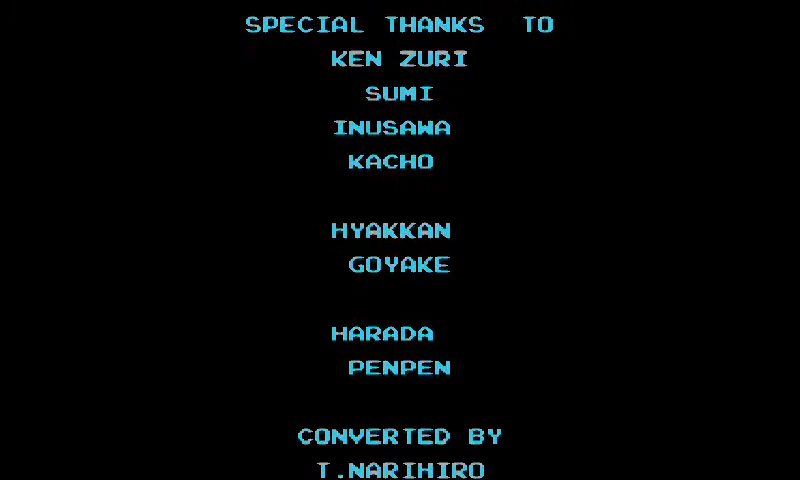 SPECIAL THANKS  TO
KEN ZURI
SUMI
INUSAWA
KACHO
HYAKKAN
GOYAKE
HARADA
PENPEN
CONVERTED BY
T.NARIHIRO